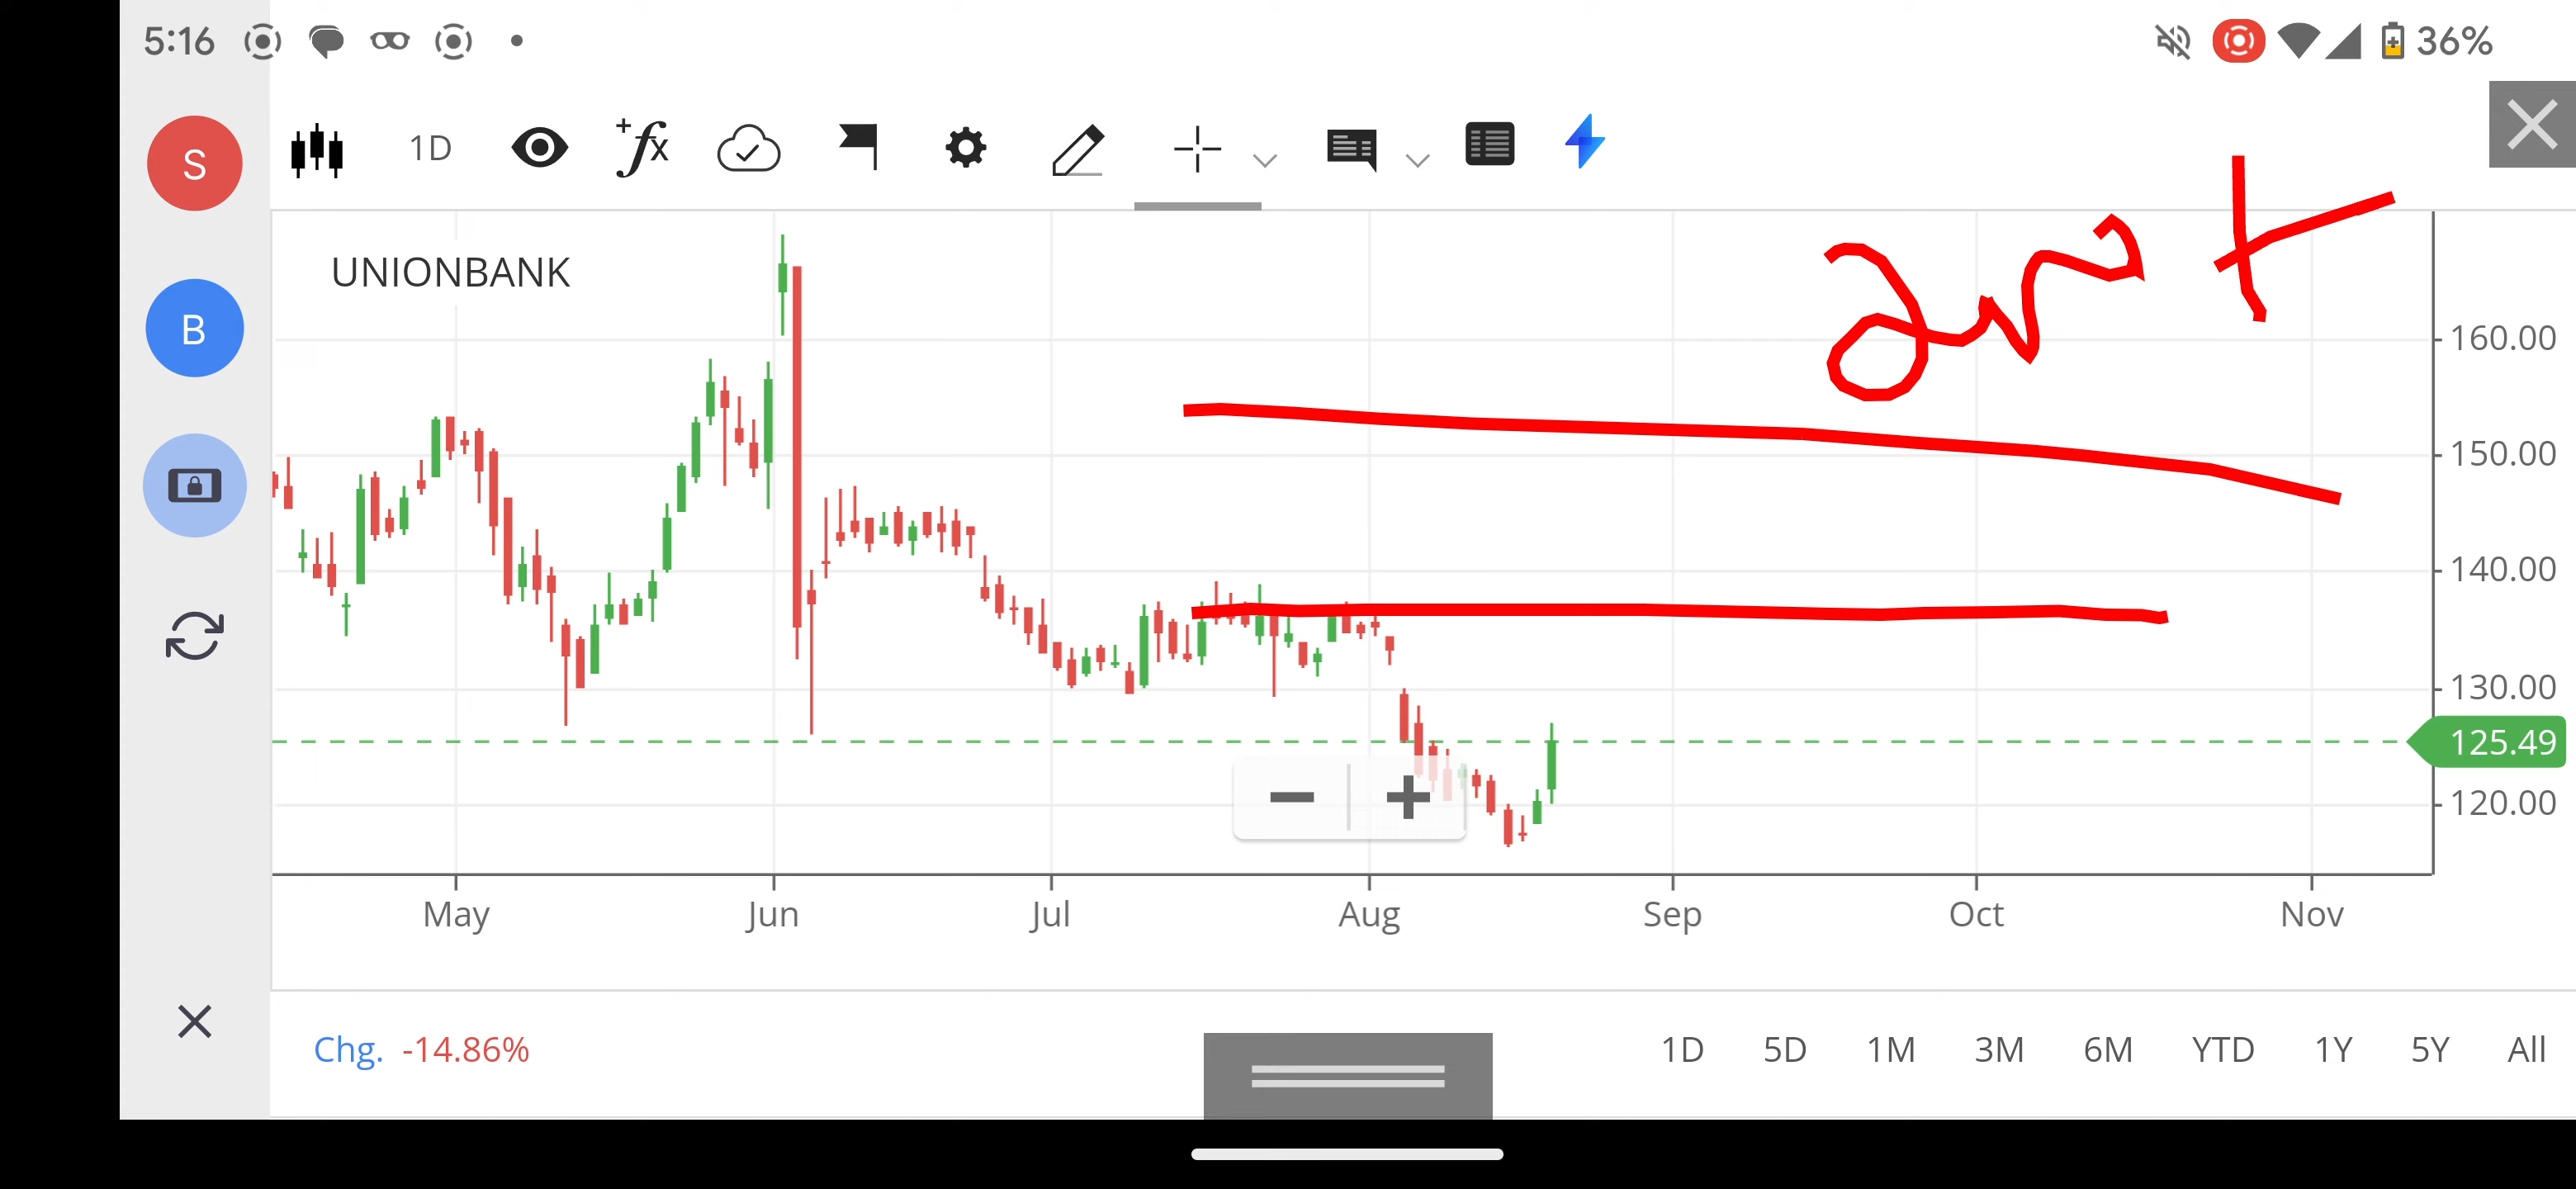 5:16 36%
S 1D
UNIONBANK
B
160.00
150.00
140.00
130.00
125.49
120.00
May Jun Jul Aug Sep Oct Nov
Chg. -14.86% 1D 5D 1M 3M 6M YTD 1Y 5Y All